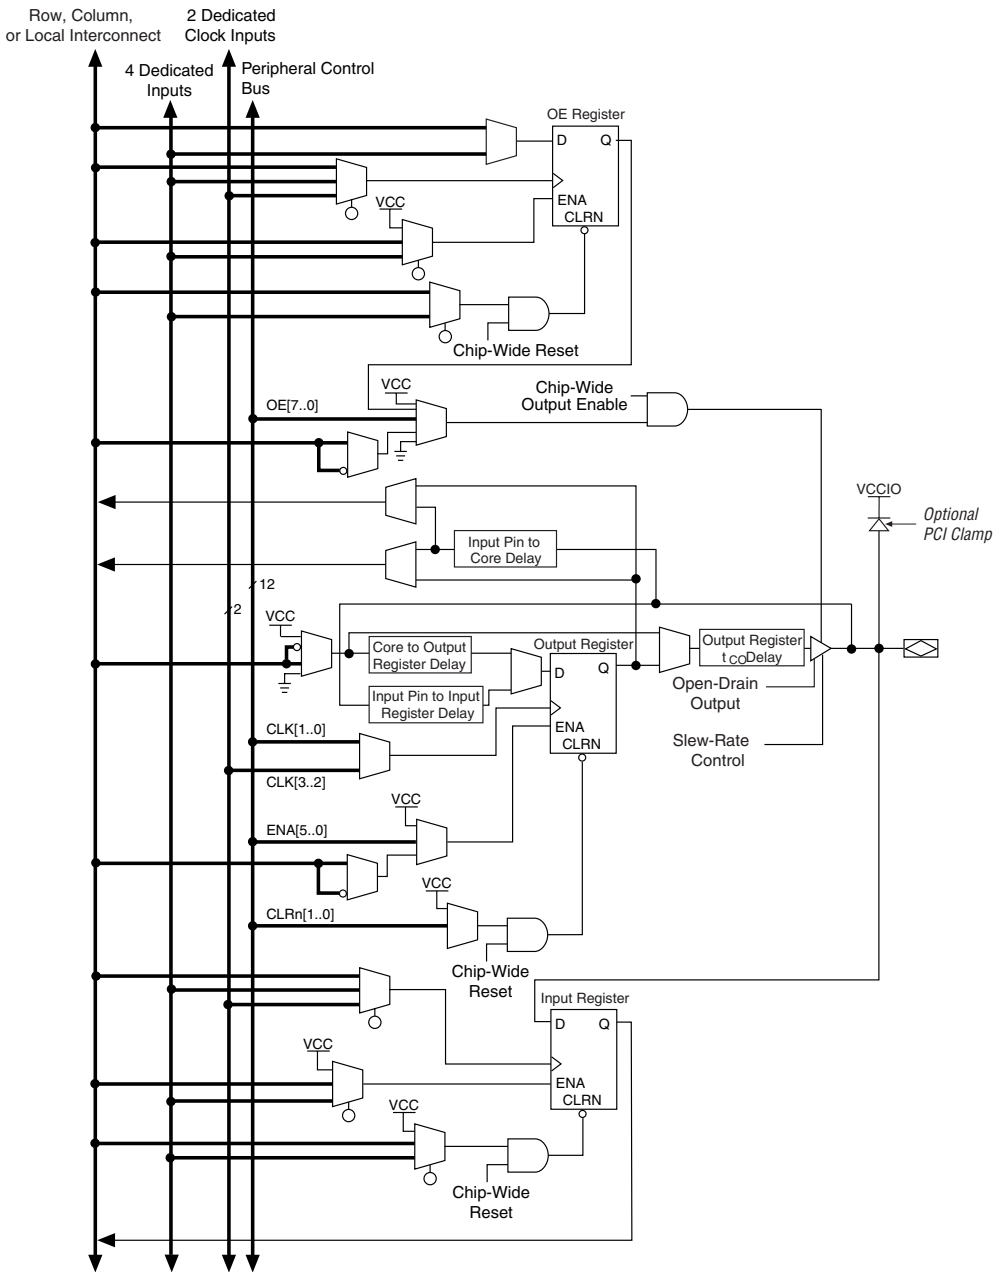 Row, Column,
or Local Interconnect
2 Dedicated
Clock Inputs
4 Dedicated
Inputs
Peripheral Control
Bus
OE Register
D
Q
ENA
CLRN
VCC
Chip-Wide Reset
VCC
OE[7..0]
Chip-Wide
Output Enable
VCCIO
Optional
PCI Clamp
Input Pin to
Core Delay
12
2
VCC
Core to Output
Register Delay
Input Pin to Input
Register Delay
Output Register
D
Q
ENA
CLRN
Output Register
tCO Delay
Open-Drain
Output
Slew-Rate
Control
CLK[1..0]
CLK[3..2]
VCC
ENA[5..0]
VCC
CLRn[1..0]
Chip-Wide
Reset
Input Register
D
Q
ENA
CLRN
VCC
VCC
Chip-Wide
Reset